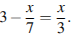 3 − x/7 = x/3.